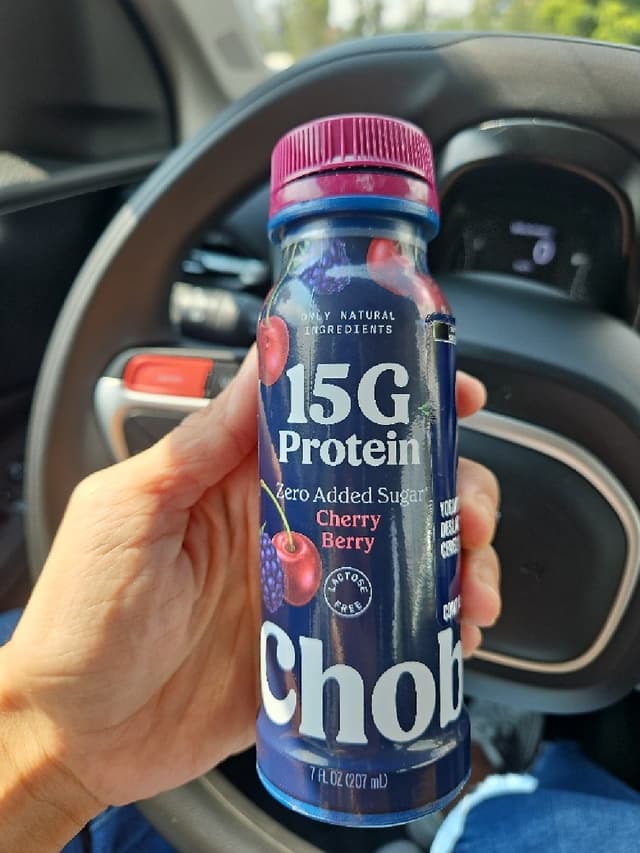 ONLY NATURAL
INGREDIENTS
15G
Protein
Zero Added Sugar*
Cherry
Berry
LACTOSE
FREE
Chob
7 FL OZ (207 mL)